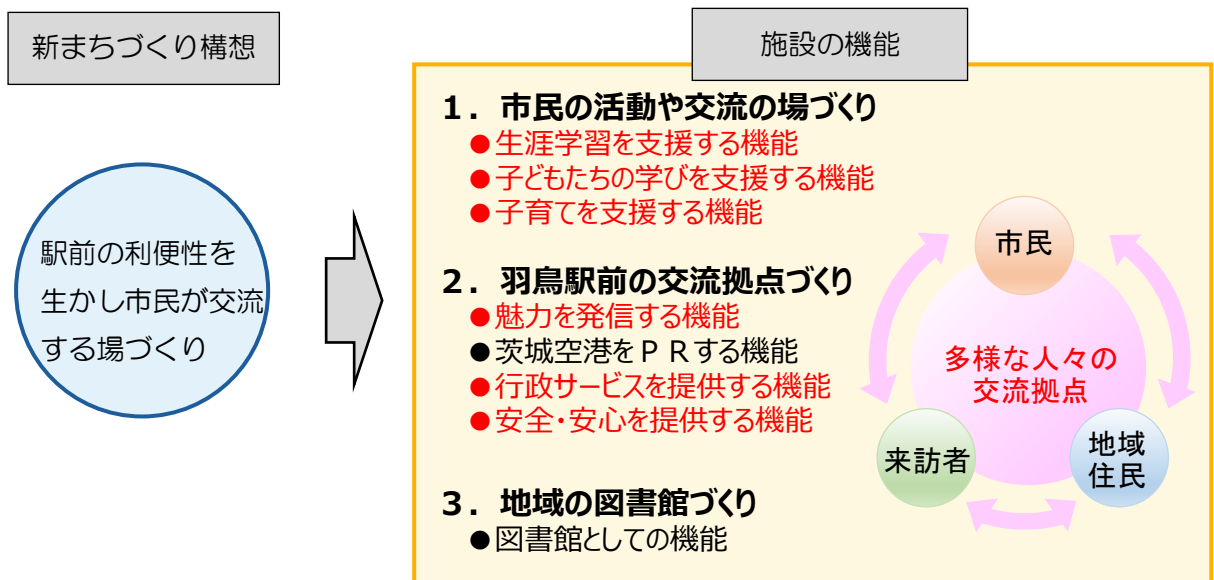 新まちづくり構想
駅前の利便性を
生かし市民が交流
する場づくり
施設の機能
1．市民の活動や交流の場づくり
●生涯学習を支援する機能
●子どもたちの学びを支援する機能
●子育てを支援する機能
2．羽鳥駅前の交流拠点づくり
●魅力を発信する機能
●茨城空港をＰＲする機能
●行政サービスを提供する機能
●安全・安心を提供する機能
3．地域の図書館づくり
●図書館としての機能
市民
多様な人々の
交流拠点
来訪者
地域
住民